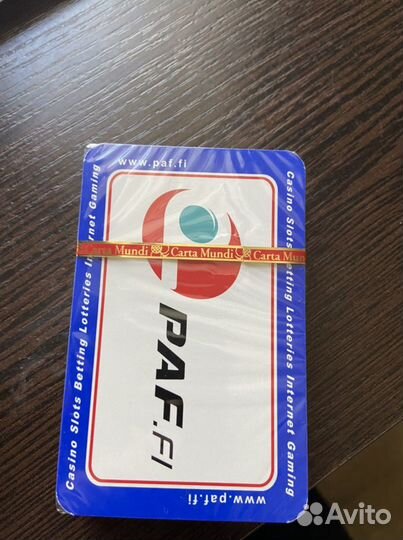 www.paf.fi
Casino Slots Betting Lotteries Internet Gaming
Carta Mundi Carta Mundi Carta Mundi
PAF.FI
Casino Slots Betting Lotteries Internet Gaming
www.paf.fi
Avito